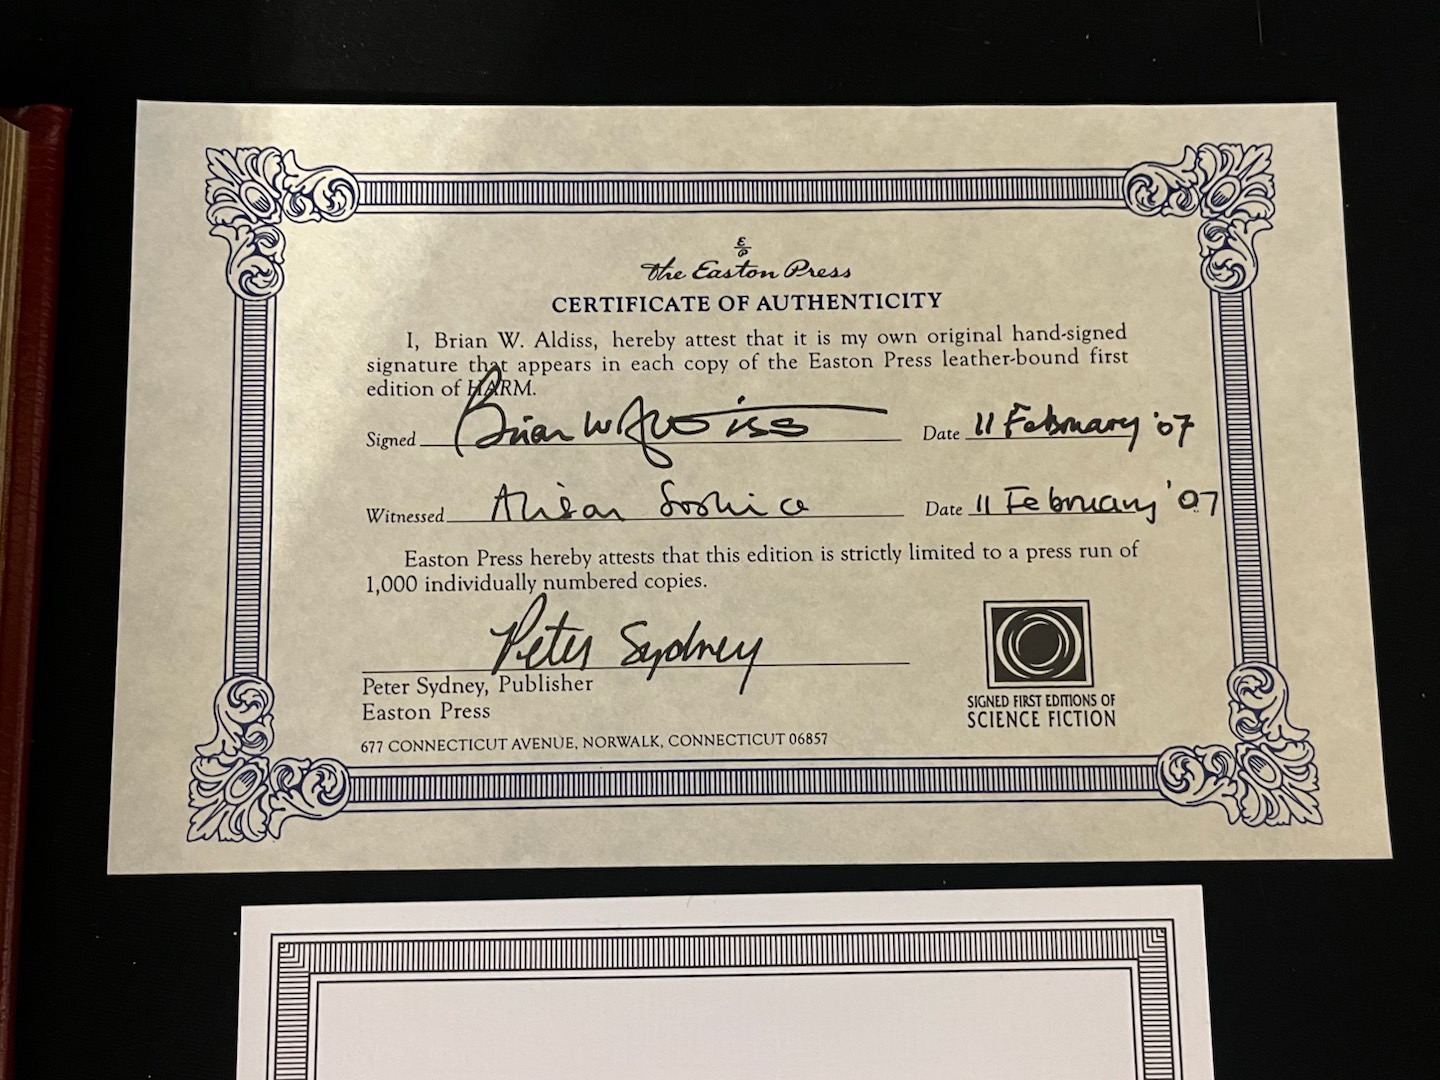 E P
the Easton Press
CERTIFICATE OF AUTHENTICITY
I, Brian W. Aldiss, hereby attest that it is my own original hand-signed
signature that appears in each copy of the Easton Press leather-bound first
edition of HARM.
Signed Brian W Aldiss Date 11 February '07
Witnessed Alison Date 11 February '07
Easton Press hereby attests that this edition is strictly limited to a press run of
1,000 individually numbered copies.
Peter Sydney
Peter Sydney, Publisher
Easton Press
677 CONNECTICUT AVENUE, NORWALK, CONNECTICUT 06857
SIGNED FIRST EDITIONS OF
SCIENCE FICTION